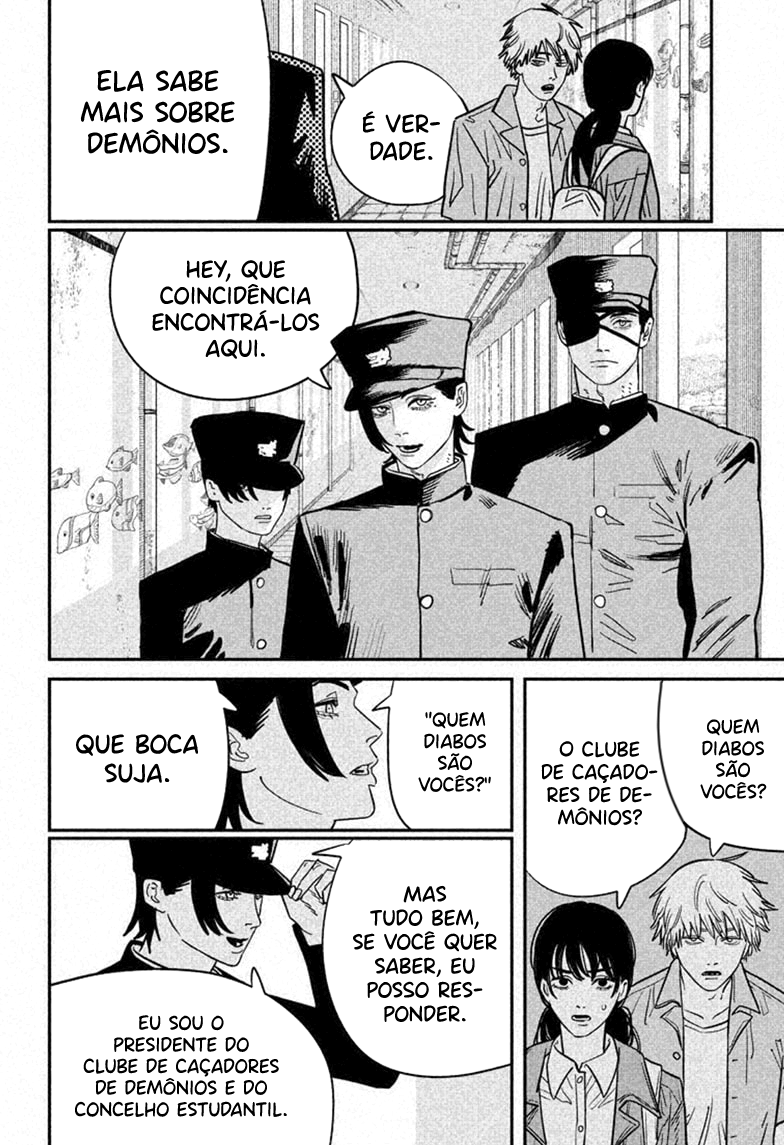 É VER-
DADE.
ELA SABE
MAIS SOBRE
DEMÔNIOS.
HEY, QUE
COINCIDÊNCIA
ENCONTRÁ-LOS
AQUI.
QUEM
DIABOS
SÃO
VOCÊS?
O CLUBE
DE CAÇADO-
RES DE DE-
MÔNIOS?
"QUEM
DIABOS
SÃO
VOCÊS?"
QUE BOCA
SUJA.
MAS
TUDO BEM,
SE VOCÊ QUER
SABER, EU
POSSO RES-
PONDER.
EU SOU O
PRESIDENTE DO
CLUBE DE CAÇADORES
DE DEMÔNIOS E DO
CONCELHO ESTUDANTIL.